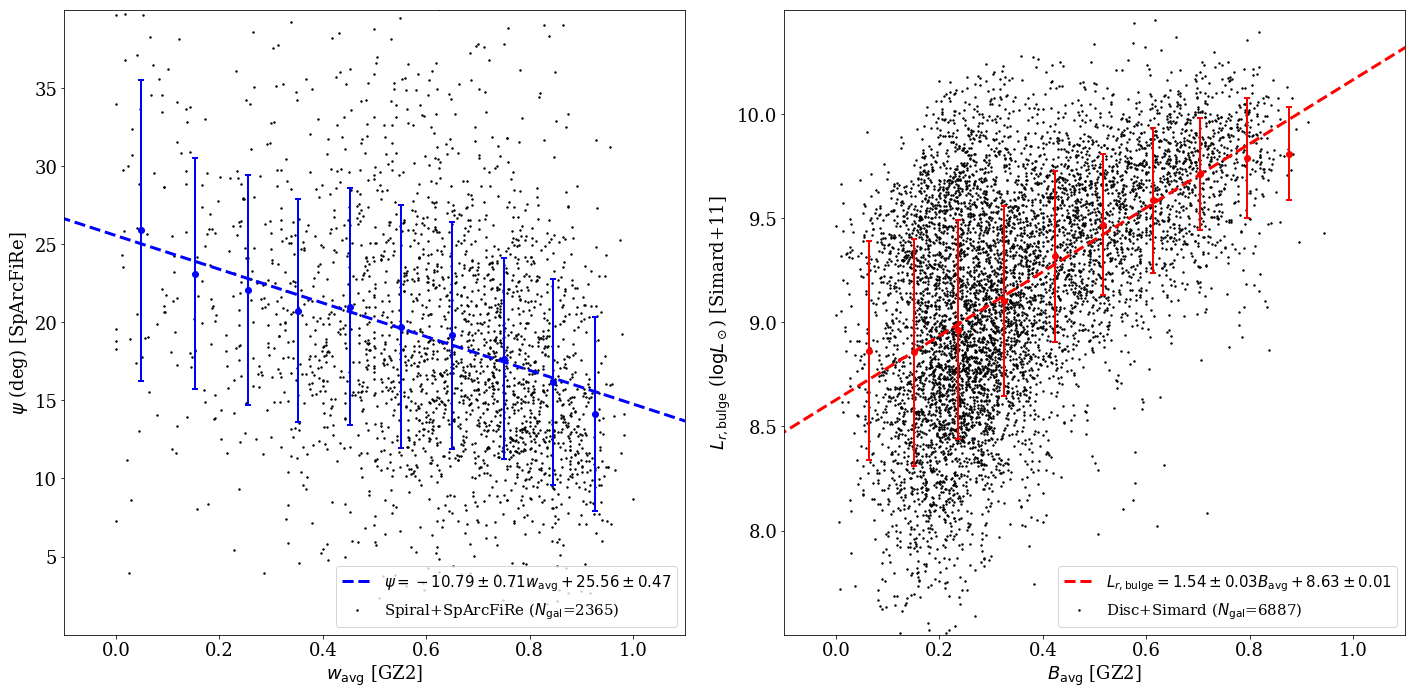 35
30
25
20
15
10
5
ψ (deg) [SpArcFiRe]
0.0 0.2 0.4 0.6 0.8 1.0
w_avg [GZ2]
ψ = −10.79 ± 0.71w_avg + 25.56 ± 0.47
Spiral+SpArcFiRe (N_gal=2365)
10.0
9.5
9.0
8.5
8.0
L_r,bulge (log L_⊙) [Simard+11]
0.0 0.2 0.4 0.6 0.8 1.0
B_avg [GZ2]
L_r,bulge = 1.54 ± 0.03B_avg + 8.63 ± 0.01
Disc+Simard (N_gal=6887)